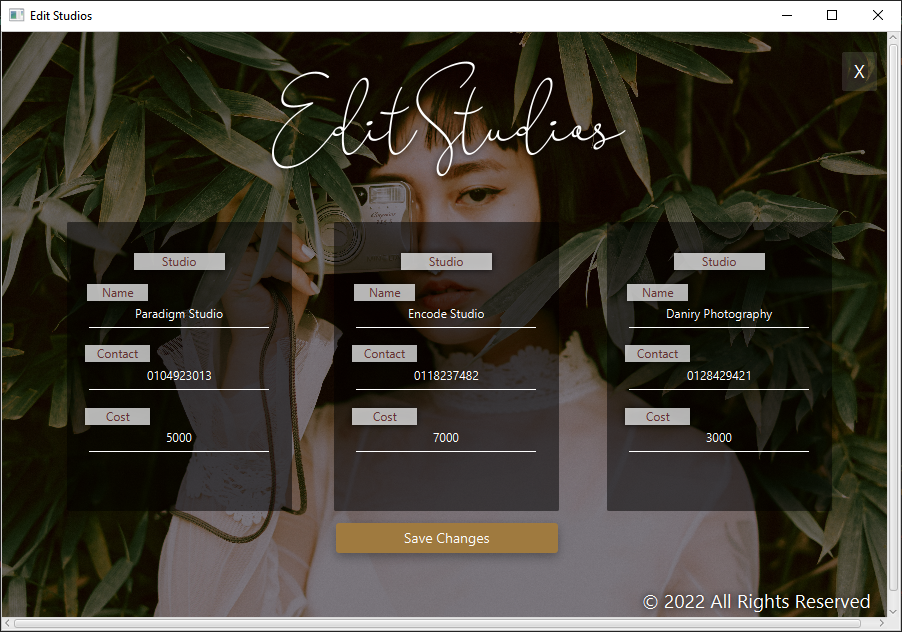 Edit Studios
X
Edit Studios
Studio
Name
Paradigm Studio
Contact
0104923013
Cost
5000
Studio
Name
Encode Studio
Contact
0118237482
Cost
7000
Studio
Name
Daniry Photography
Contact
0128429421
Cost
3000
Save Changes
© 2022 All Rights Reserved